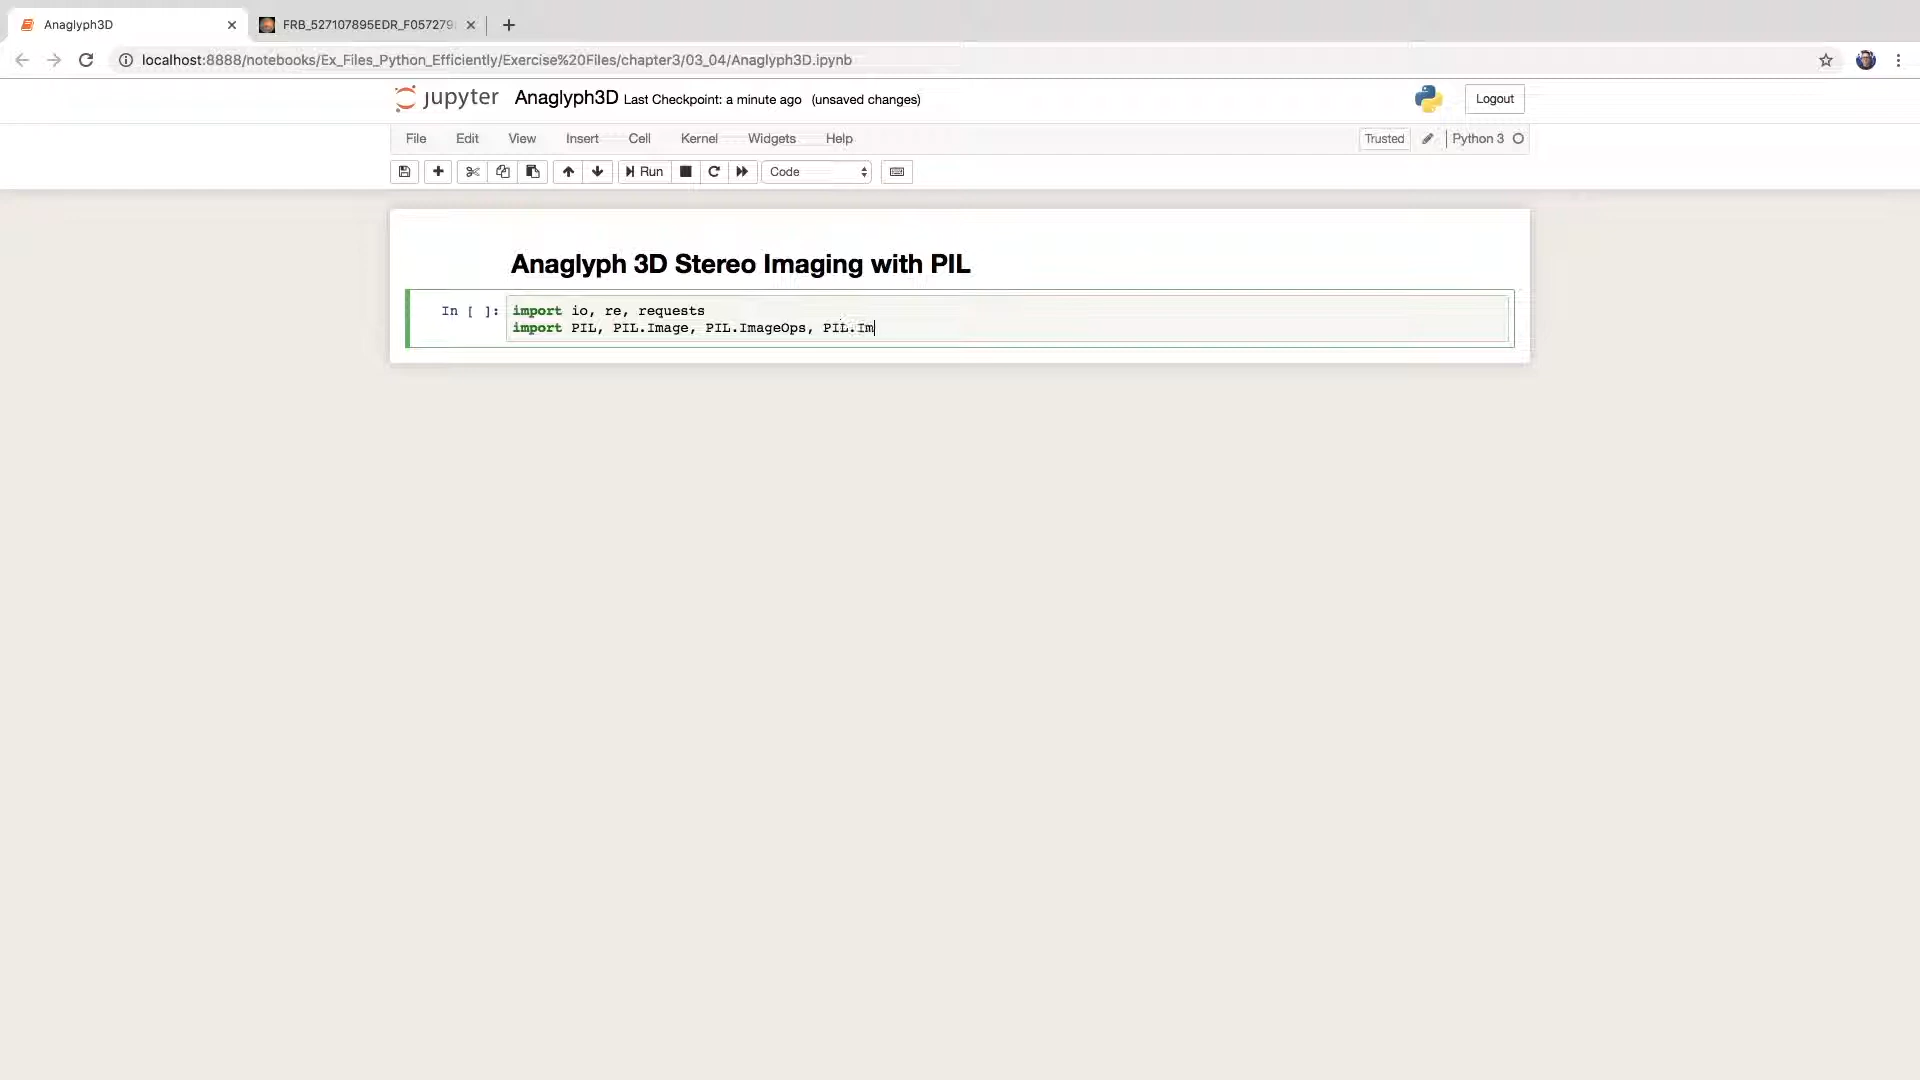 Anaglyph3D
FRB_527107895EDR_F057279
localhost:8888/notebooks/Ex_Files_Python_Efficiently/Exercise%20Files/chapter3/03_04/Anaglyph3D.ipynb
jupyter Anaglyph3D Last Checkpoint: a minute ago (unsaved changes) Logout
File Edit View Insert Cell Kernel Widgets Help Trusted Python 3
Run Code
Anaglyph 3D Stereo Imaging with PIL
In [ ]: import io, re, requests
import PIL, PIL.Image, PIL.ImageOps, PIL.Im